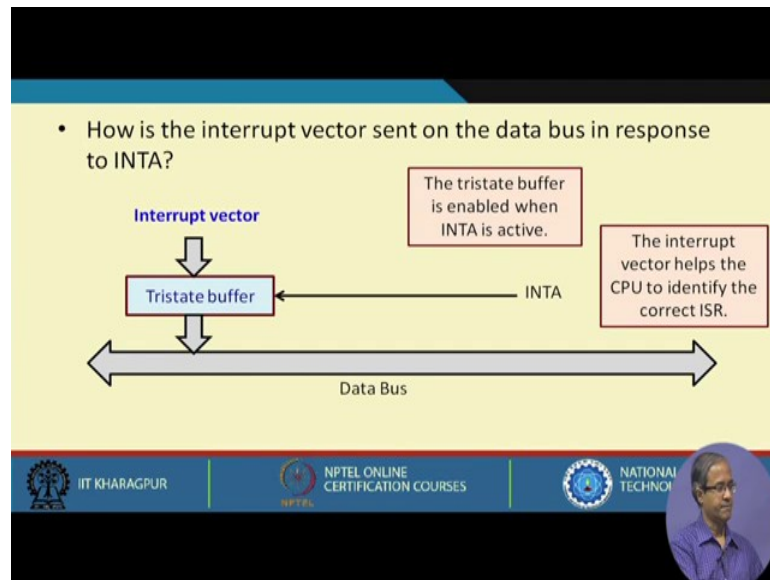 • How is the interrupt vector sent on the data bus in response
to INTA?
The tristate buffer
is enabled when
INTA is active.
Interrupt vector
The interrupt
vector helps the
CPU to identify the
correct ISR.
Tristate buffer
INTA
Data Bus
IIT KHARAGPUR
NPTEL
NPTEL ONLINE
CERTIFICATION COURSES
NATIONAL